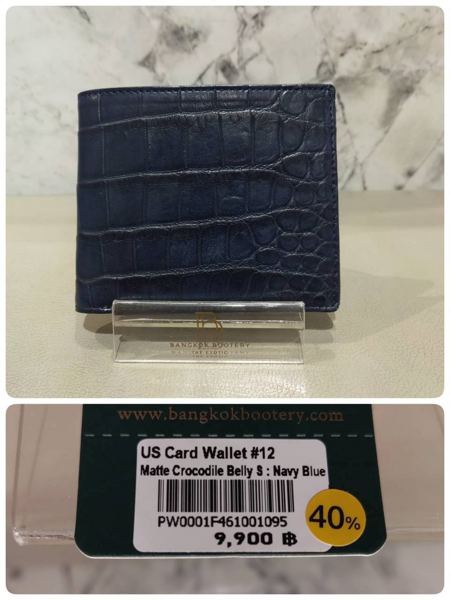 BANGKOK BOOTERY
www.bangkokbootery.com
US Card Wallet #12
Matte Crocodile Belly S : Navy Blue
PW0001F461001095
9,900 ฿
40%